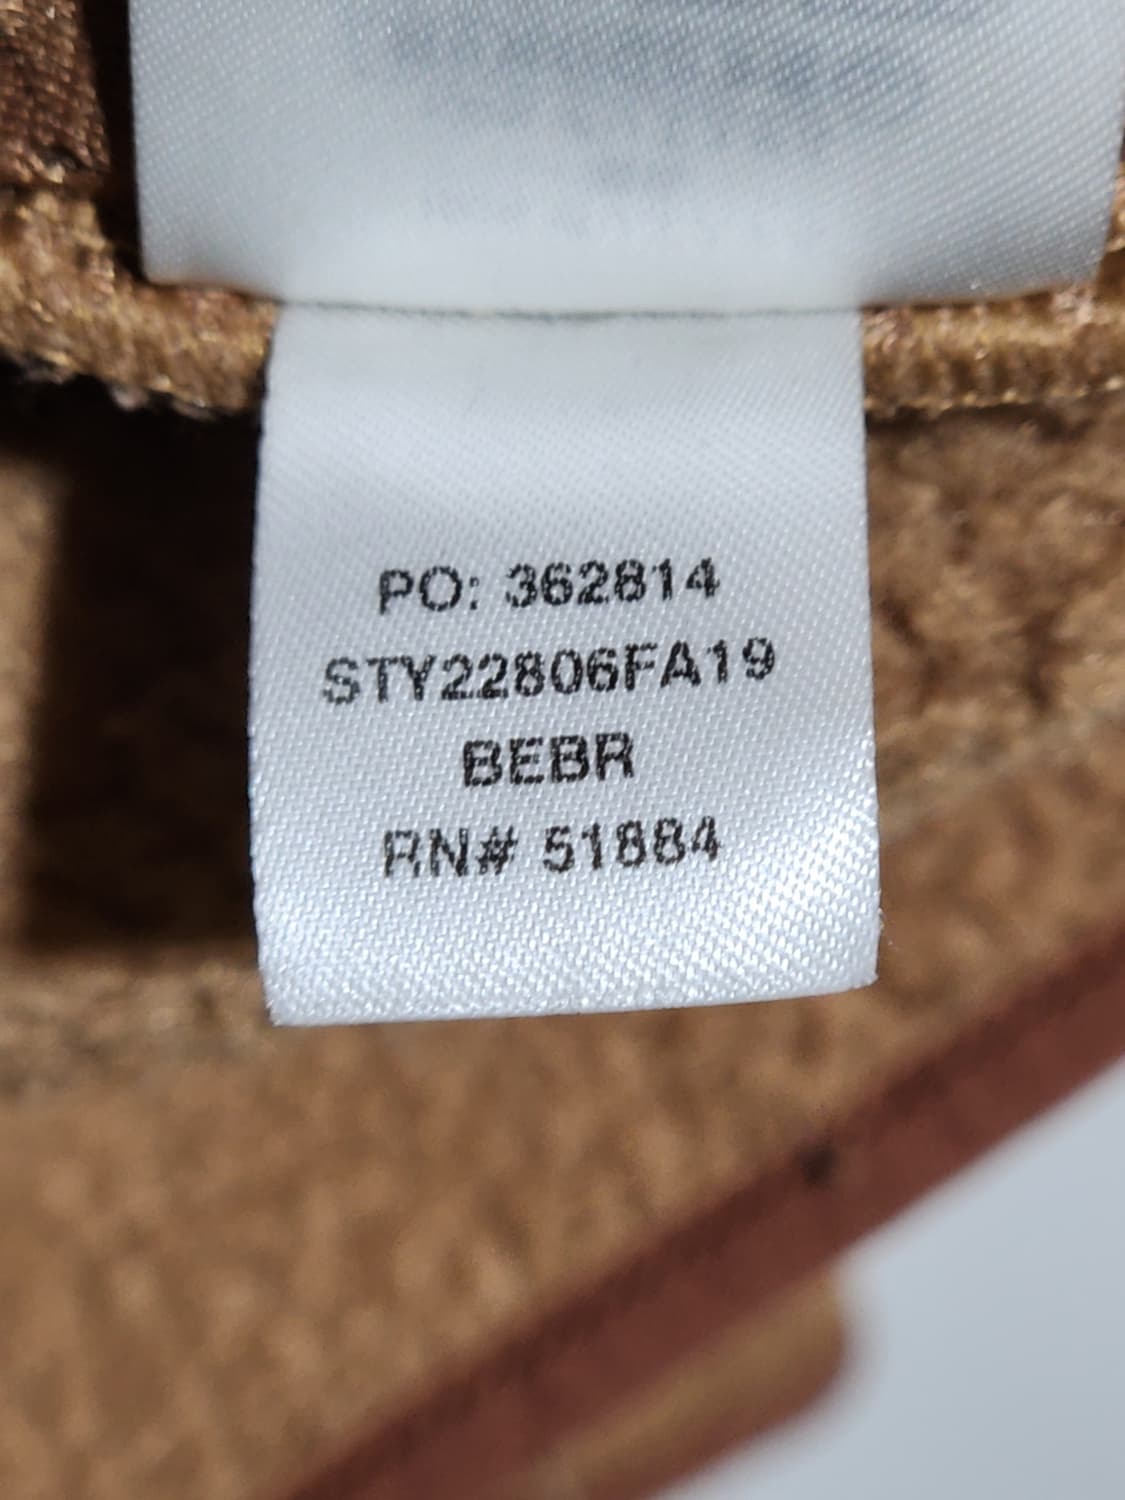 PO: 362814
STY22806FA19
BEBR
RN# 51884